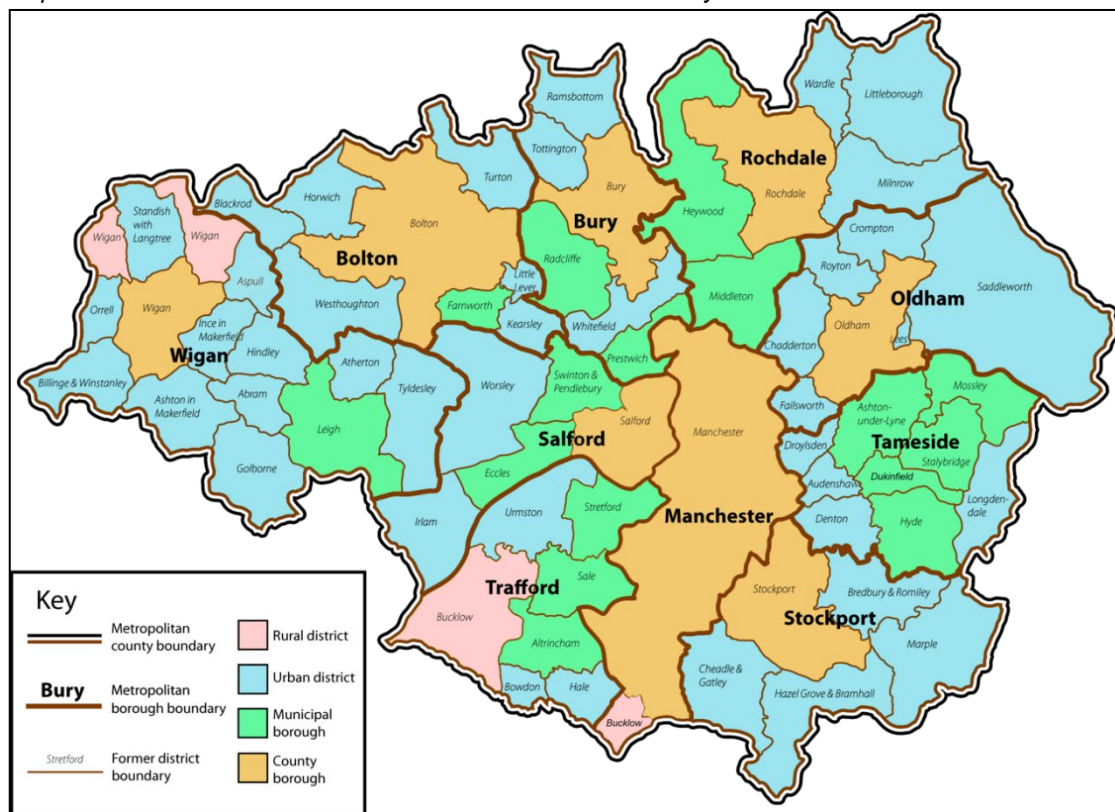 Ramsbottom
Wardle
Littleborough
Tottington
Rochdale
Turton
Bury
Rochdale
Milnrow
Horwich
Blackrod
Standish
with
Langtree
Heywood
Bury
Crompton
Wigan
Wigan
Bolton
Bolton
Radcliffe
Royton
Aspull
Little
Lever
Middleton
Saddleworth
Oldham
Orrell
Wigan
Westhoughton
Farnworth
Kearsley
Whitefield
Oldham
Lees
Ince in
Makerfield
Chadderton
Wigan
Hindley
Atherton
Prestwich
Billinge & Winstanley
Abram
Tyldesley
Worsley
Swinton &
Pendlebury
Mossley
Ashton in
Makerfield
Failsworth
Ashton-
under-Lyne
Leigh
Salford
Salford
Manchester
Droylsden
Tameside
Stalybridge
Golborne
Eccles
Audenshaw
Dukinfield
Longden-
dale
Irlam
Urmston
Stretford
Manchester
Denton
Hyde
Trafford
Sale
Stockport
Bredbury & Romiley
Bucklow
Stockport
Altrincham
Marple
Cheadle &
Gatley
Bowdon
Hale
Hazel Grove & Bramhall
Bucklow
Key
Metropolitan
county boundary
Rural district
Bury
Metropolitan
borough boundary
Urban district
Municipal
borough
Stretford
Former district
boundary
County
borough